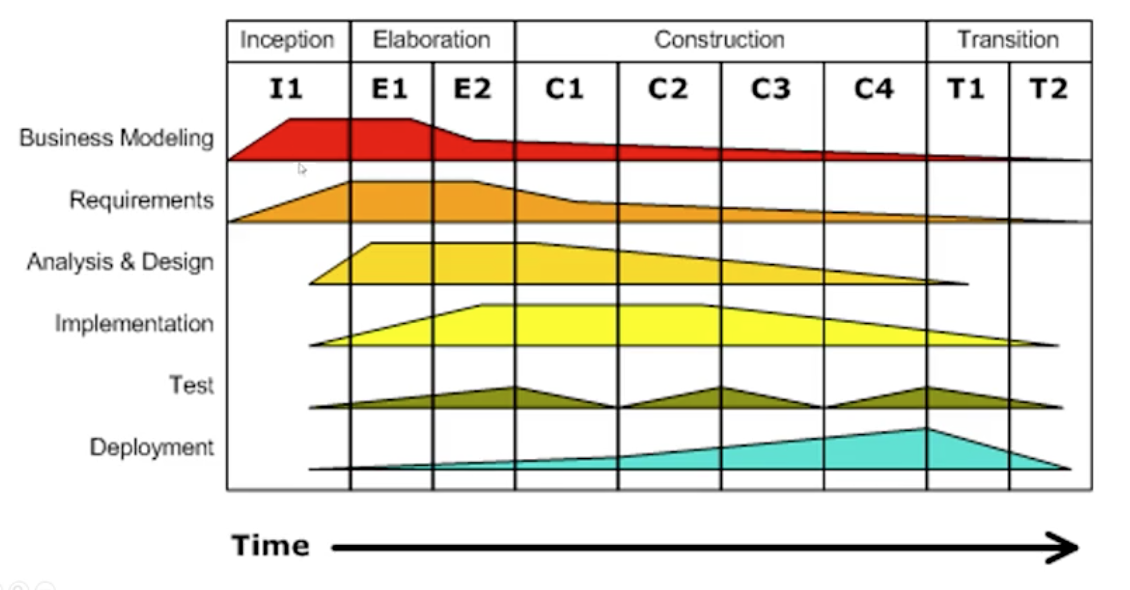 Inception Elaboration Construction Transition
I1 E1 E2 C1 C2 C3 C4 T1 T2
Business Modeling
Requirements
Analysis & Design
Implementation
Test
Deployment
Time